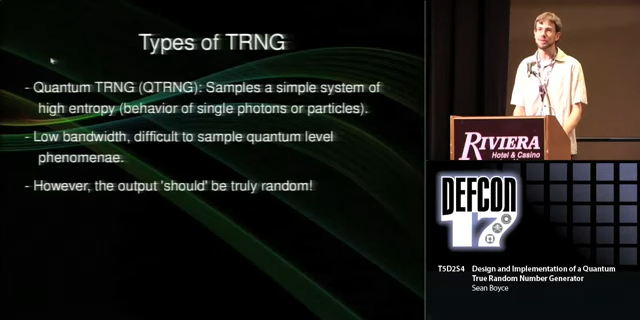 Types of TRNG
- Quantum TRNG (QTRNG): Samples a simple system of
high entropy (behavior of single photons or particles).
- Low bandwidth, difficult to sample quantum level
phenomenae.
- However, the output 'should' be truly random!
RIVIERA
Hotel & Casino
DEFCON
17
T5D2S4 Design and Implementation of a Quantum
True Random Number Generator
Sean Boyce